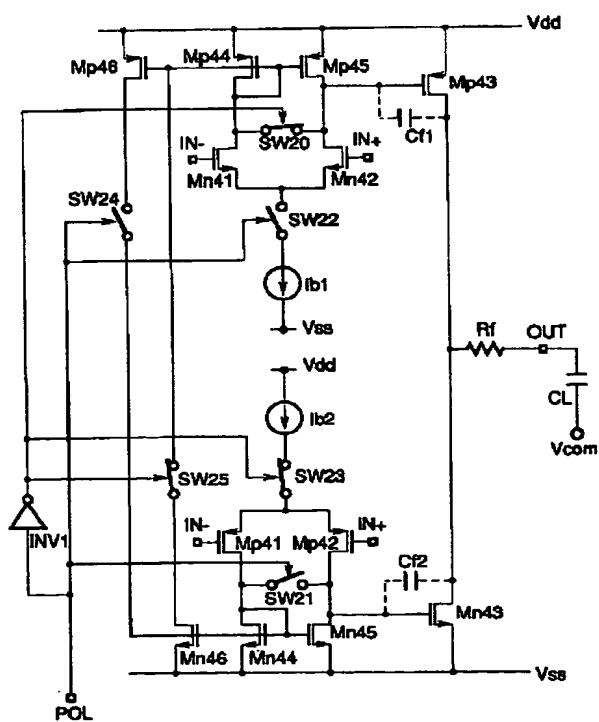 Vdd
Mp46
Mp44
Mp45
Mp43
Cf1
IN-
SW20
IN+
Mn41
Mn42
SW24
SW22
Ib1
Vss
Vdd
Rf
OUT
CL
Vcom
Ib2
SW25
SW23
INV1
IN-
Mp41
Mp42
IN+
SW21
Cf2
Mn43
Mn46
Mn44
Mn45
Vss
POL